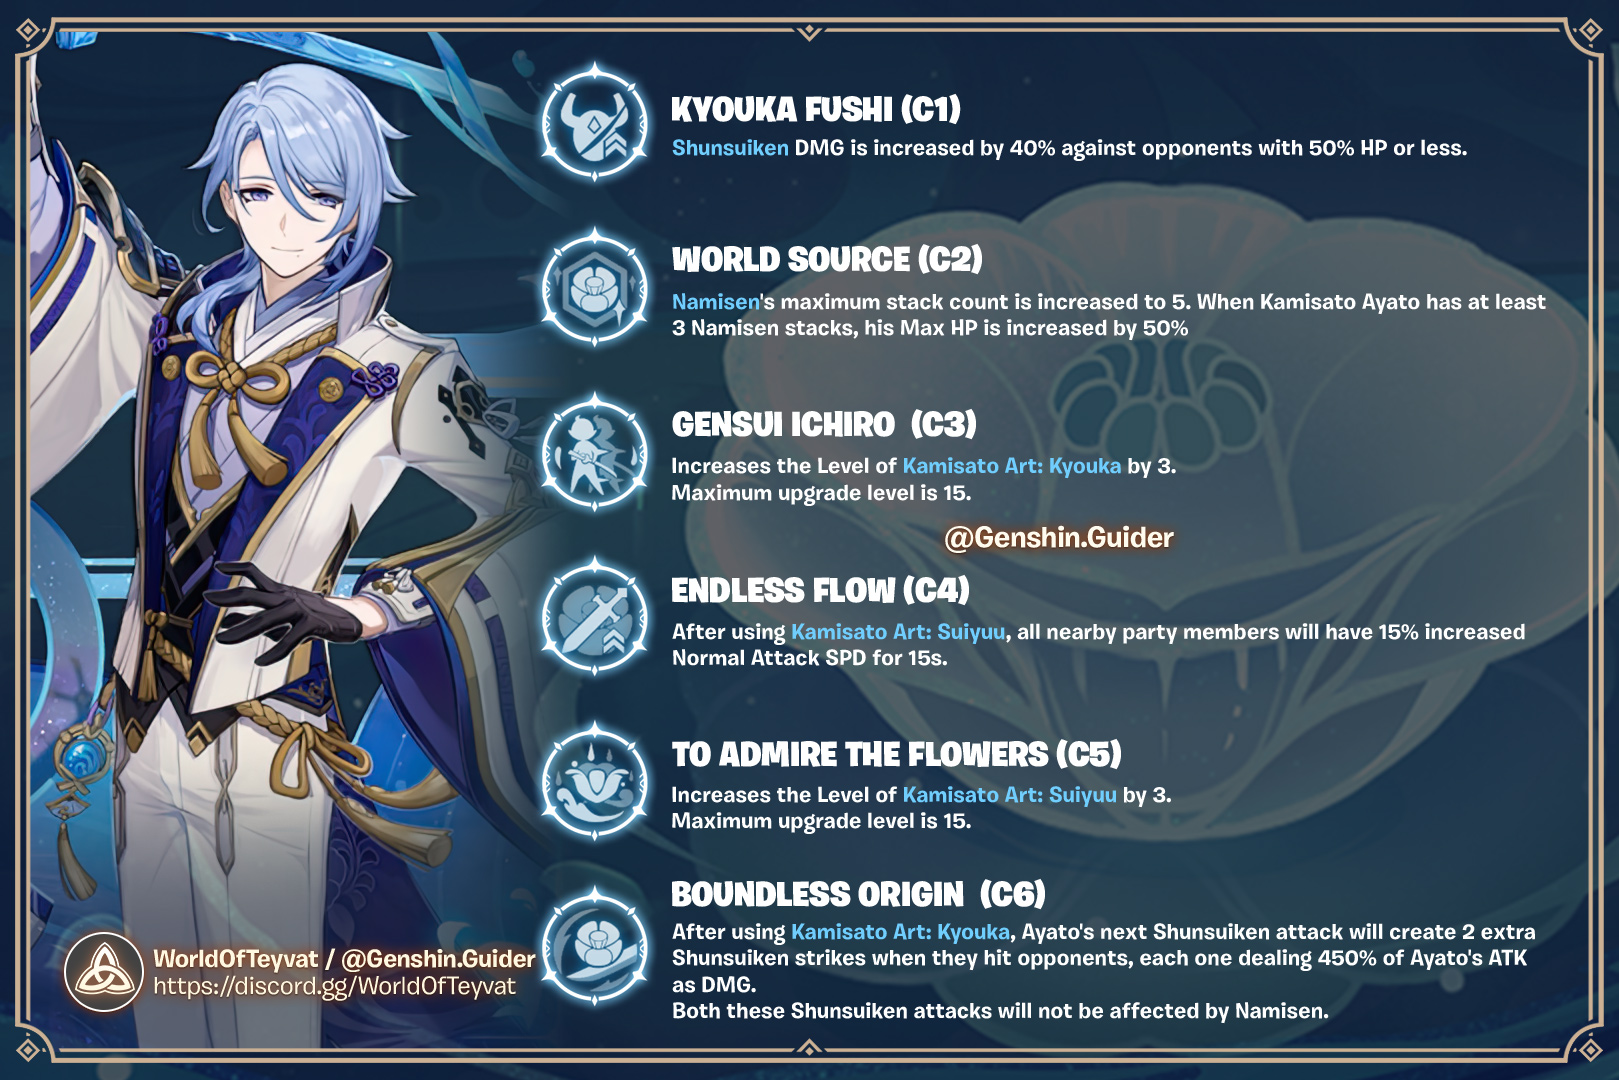 KYOUKA FUSHI (C1)
Shunsuiken DMG is increased by 40% against opponents with 50% HP or less.
WORLD SOURCE (C2)
Namisen's maximum stack count is increased to 5. When Kamisato Ayato has at least
3 Namisen stacks, his Max HP is increased by 50%
GENSUI ICHIRO (C3)
Increases the Level of Kamisato Art: Kyouka by 3.
Maximum upgrade level is 15.
@Genshin.Guider
ENDLESS FLOW (C4)
After using Kamisato Art: Suiyuu, all nearby party members will have 15% increased
Normal Attack SPD for 15s.
TO ADMIRE THE FLOWERS (C5)
Increases the Level of Kamisato Art: Suiyuu by 3.
Maximum upgrade level is 15.
BOUNDLESS ORIGIN (C6)
After using Kamisato Art: Kyouka, Ayato's next Shunsuiken attack will create 2 extra
Shunsuiken strikes when they hit opponents, each one dealing 450% of Ayato's ATK
as DMG.
Both these Shunsuiken attacks will not be affected by Namisen.
WorldOfTeyvat / @Genshin.Guider
https://discord.gg/WorldOfTeyvat